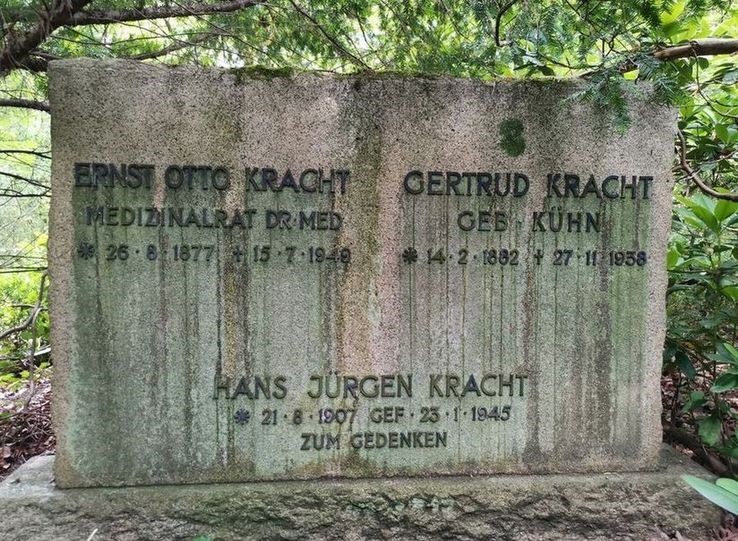 ERNST OTTO KRACHT
MEDIZINALRAT DR·MED
* 26·8·1877 + 15·7·1949
GERTRUD KRACHT
GEB·KÜHN
* 14·2·1882 + 27·11·1958
HANS JÜRGEN KRACHT
* 21·8·1907 GEF·23·1·1945
ZUM GEDENKEN